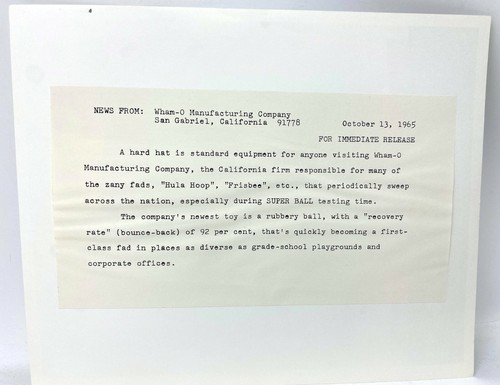 NEWS FROM: Wham-O Manufacturing Company
San Gabriel, California 91778 October 13, 1965
FOR IMMEDIATE RELEASE
A hard hat is standard equipment for anyone visiting Wham-O
Manufacturing Company, the California firm responsible for many of
the zany fads, "Hula Hoop", "Frisbee", etc., that periodically sweep
across the nation, especially during SUPER BALL testing time.
The company's newest toy is a rubbery ball, with a "recovery
rate" (bounce-back) of 92 per cent, that's quickly becoming a first-
class fad in places as diverse as grade-school playgrounds and
corporate offices.